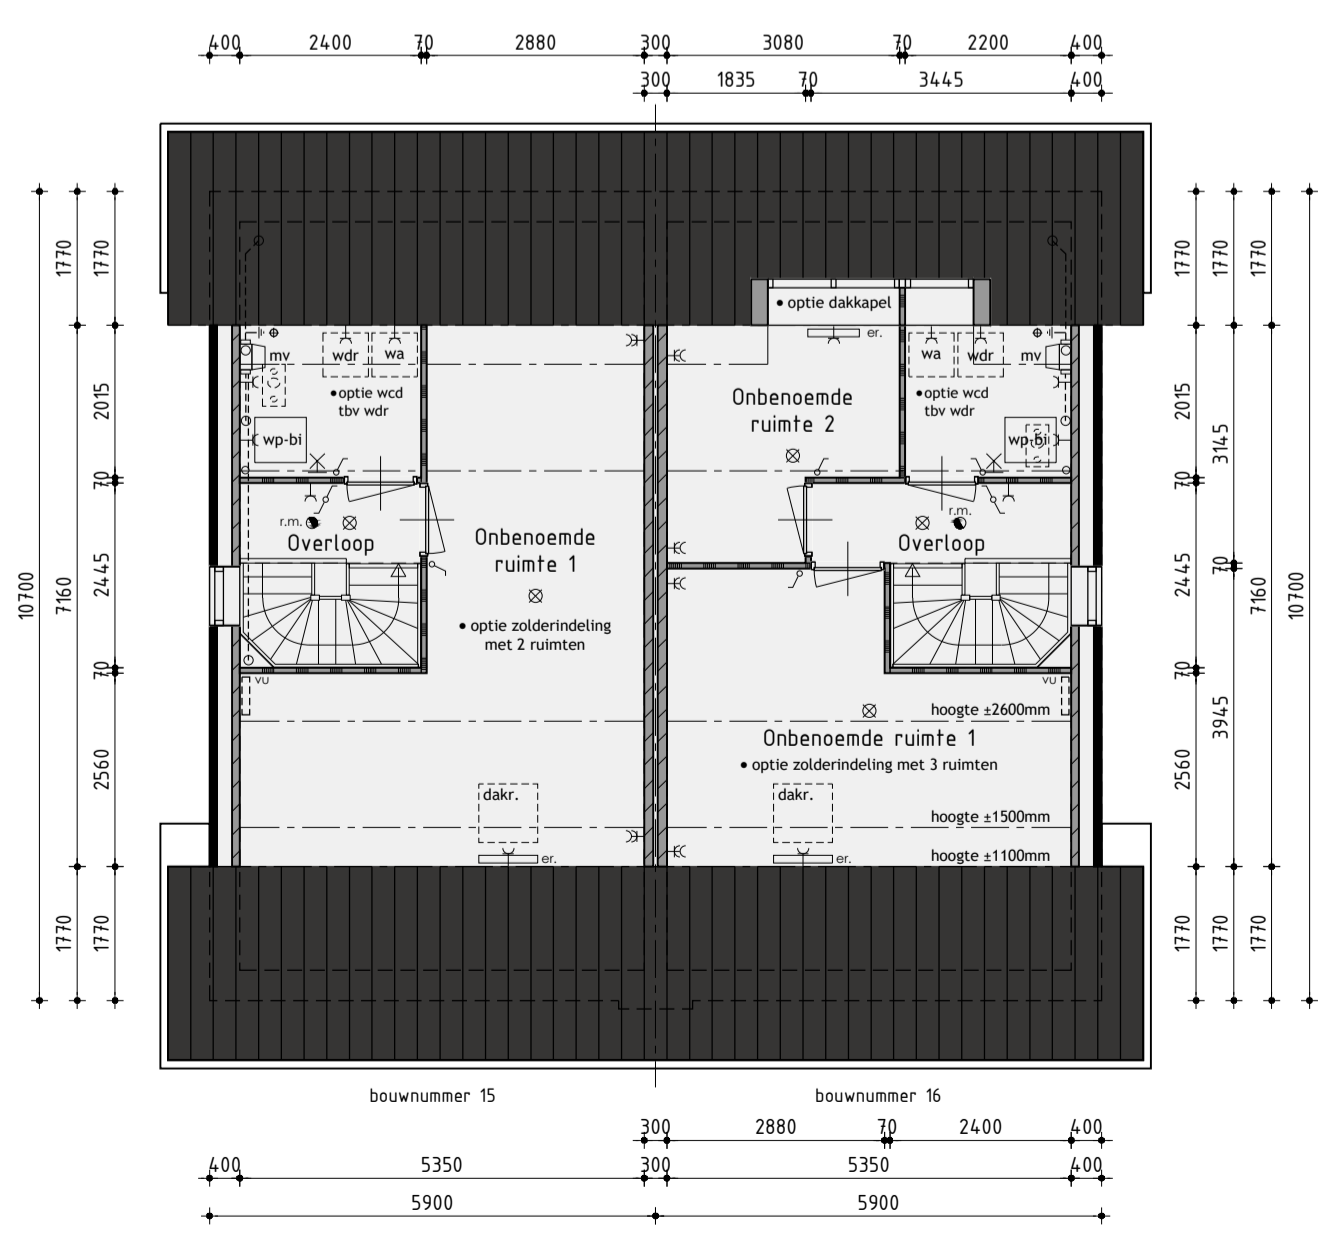 400 2400 70 2880 300 3080 70 2200 400
300 1835 70 3445 400
10700
1770 7160 1770
1770 2015 70 2445 70 2560 1770
mv wdr wa
optie wcd
tbv wdr
wp-bi
r.m.
Overloop
Onbenoemde
ruimte 1
• optie zolderindeling
met 2 ruimten
vu
dakr.
er.
• optie dakkapel
er.
Onbenoemde
ruimte 2
wa wdr mv
optie wcd
tbv wdr
wp-bi
r.m.
Overloop
vu
hoogte ±2600mm
Onbenoemde ruimte 1
• optie zolderindeling met 3 ruimten
dakr.
hoogte ±1500mm
er.
hoogte ±1100mm
1770 2015 70 2445 70 2560 1770
1770 3145 70 3945 1770
1770 7160 1770
10700
bouwnummer 15 bouwnummer 16
300 2880 70 2400 400
400 5350 300 5350 400
5900 5900